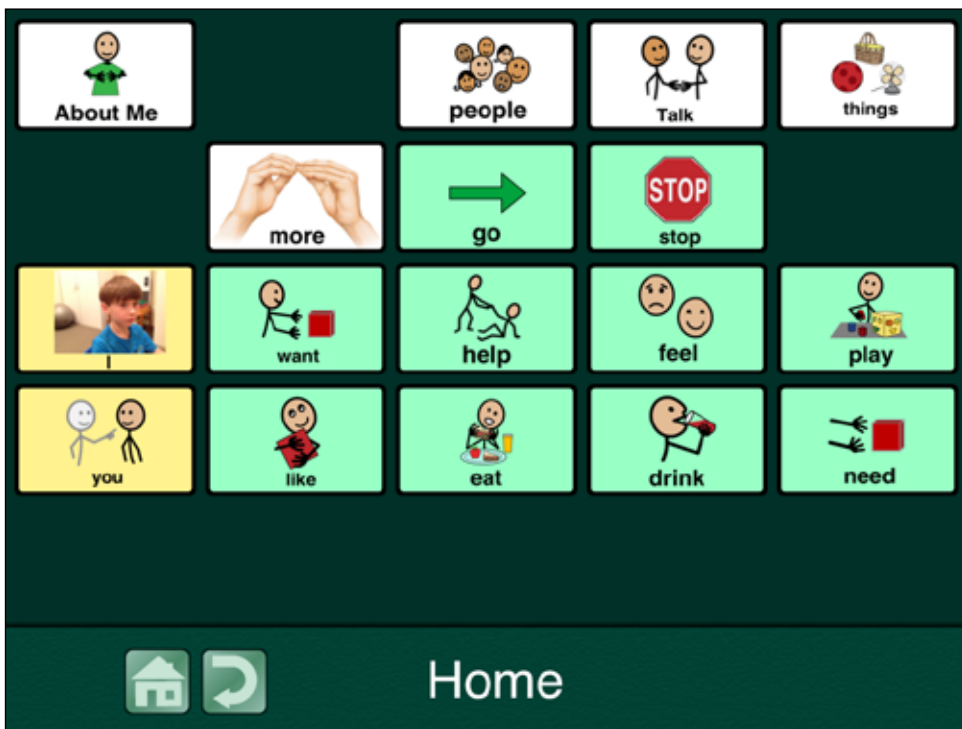 About Me
people
Talk
things
more
go
STOP
stop
I
want
help
feel
play
you
like
eat
drink
need
Home